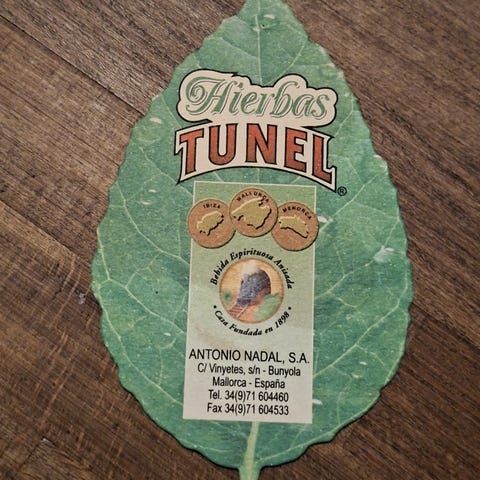 Hierbas
TUNEL®
IBIZA
MALLORCA
MENORCA
Bebida Espirituosa Anisada
• Casa Fundada en 1898 •
ANTONIO NADAL, S.A.
C/ Vinyetes, s/n - Bunyola
Mallorca - España
Tel. 34(9)71 604460
Fax 34(9)71 604533